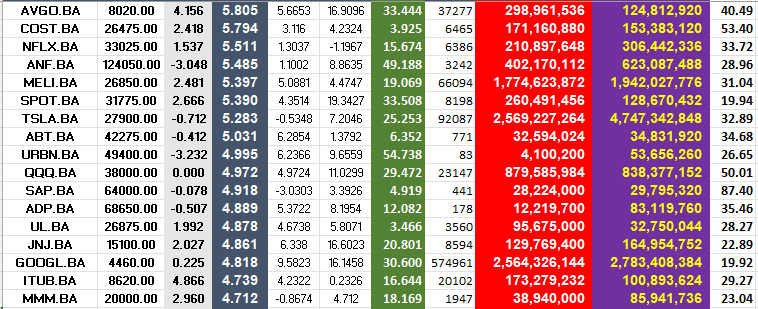 AVGO.BA 8020.00 4.156 5.805 5.6653 16.9096 33.444 37277 298,961,536 124,812,920 40.49
COST.BA 26475.00 2.418 5.794 3.116 4.2324 3.925 6465 171,160,880 153,383,120 53.40
NFLX.BA 33025.00 1.537 5.511 1.3037 -1.1967 15.674 6386 210,897,648 306,442,336 33.72
ANF.BA 124050.00 -3.048 5.485 1.1002 8.8635 49.188 3242 402,170,112 623,087,488 28.96
MELI.BA 26850.00 2.481 5.397 5.0881 4.4747 19.069 66094 1,774,623,872 1,942,027,776 31.04
SPOT.BA 31775.00 2.666 5.390 4.3514 19.3427 33.508 8198 260,491,456 128,670,432 19.94
TSLA.BA 27900.00 -0.712 5.283 -0.5348 7.2046 25.253 92087 2,569,227,264 4,747,342,848 32.89
ABT.BA 42275.00 -0.412 5.031 6.2854 1.3792 6.352 771 32,594,024 34,831,920 34.68
URBN.BA 49400.00 -3.232 4.995 6.2366 9.6559 54.738 83 4,100,200 53,656,260 26.65
QQQ.BA 38000.00 0.000 4.972 4.9724 11.0299 29.472 23147 879,585,984 838,377,152 50.01
SAP.BA 64000.00 -0.078 4.918 -3.0303 3.3926 4.919 441 28,224,000 29,795,320 87.40
ADP.BA 68650.00 -0.507 4.889 5.3722 8.1954 12.082 178 12,219,700 83,119,760 35.46
UL.BA 26875.00 1.992 4.878 4.6738 5.8071 3.466 3560 95,675,000 32,750,044 28.27
JNJ.BA 15100.00 2.027 4.861 6.338 16.6023 20.801 8594 129,769,400 164,954,752 22.89
GOOGL.BA 4460.00 0.225 4.818 9.5823 16.1458 30.600 574961 2,564,326,144 2,783,408,384 19.92
ITUB.BA 8620.00 4.866 4.739 4.2322 0.2326 16.644 20102 173,279,232 100,893,624 29.27
MMM.BA 20000.00 2.960 4.712 -0.8674 4.712 18.169 1947 38,940,000 85,941,736 23.04